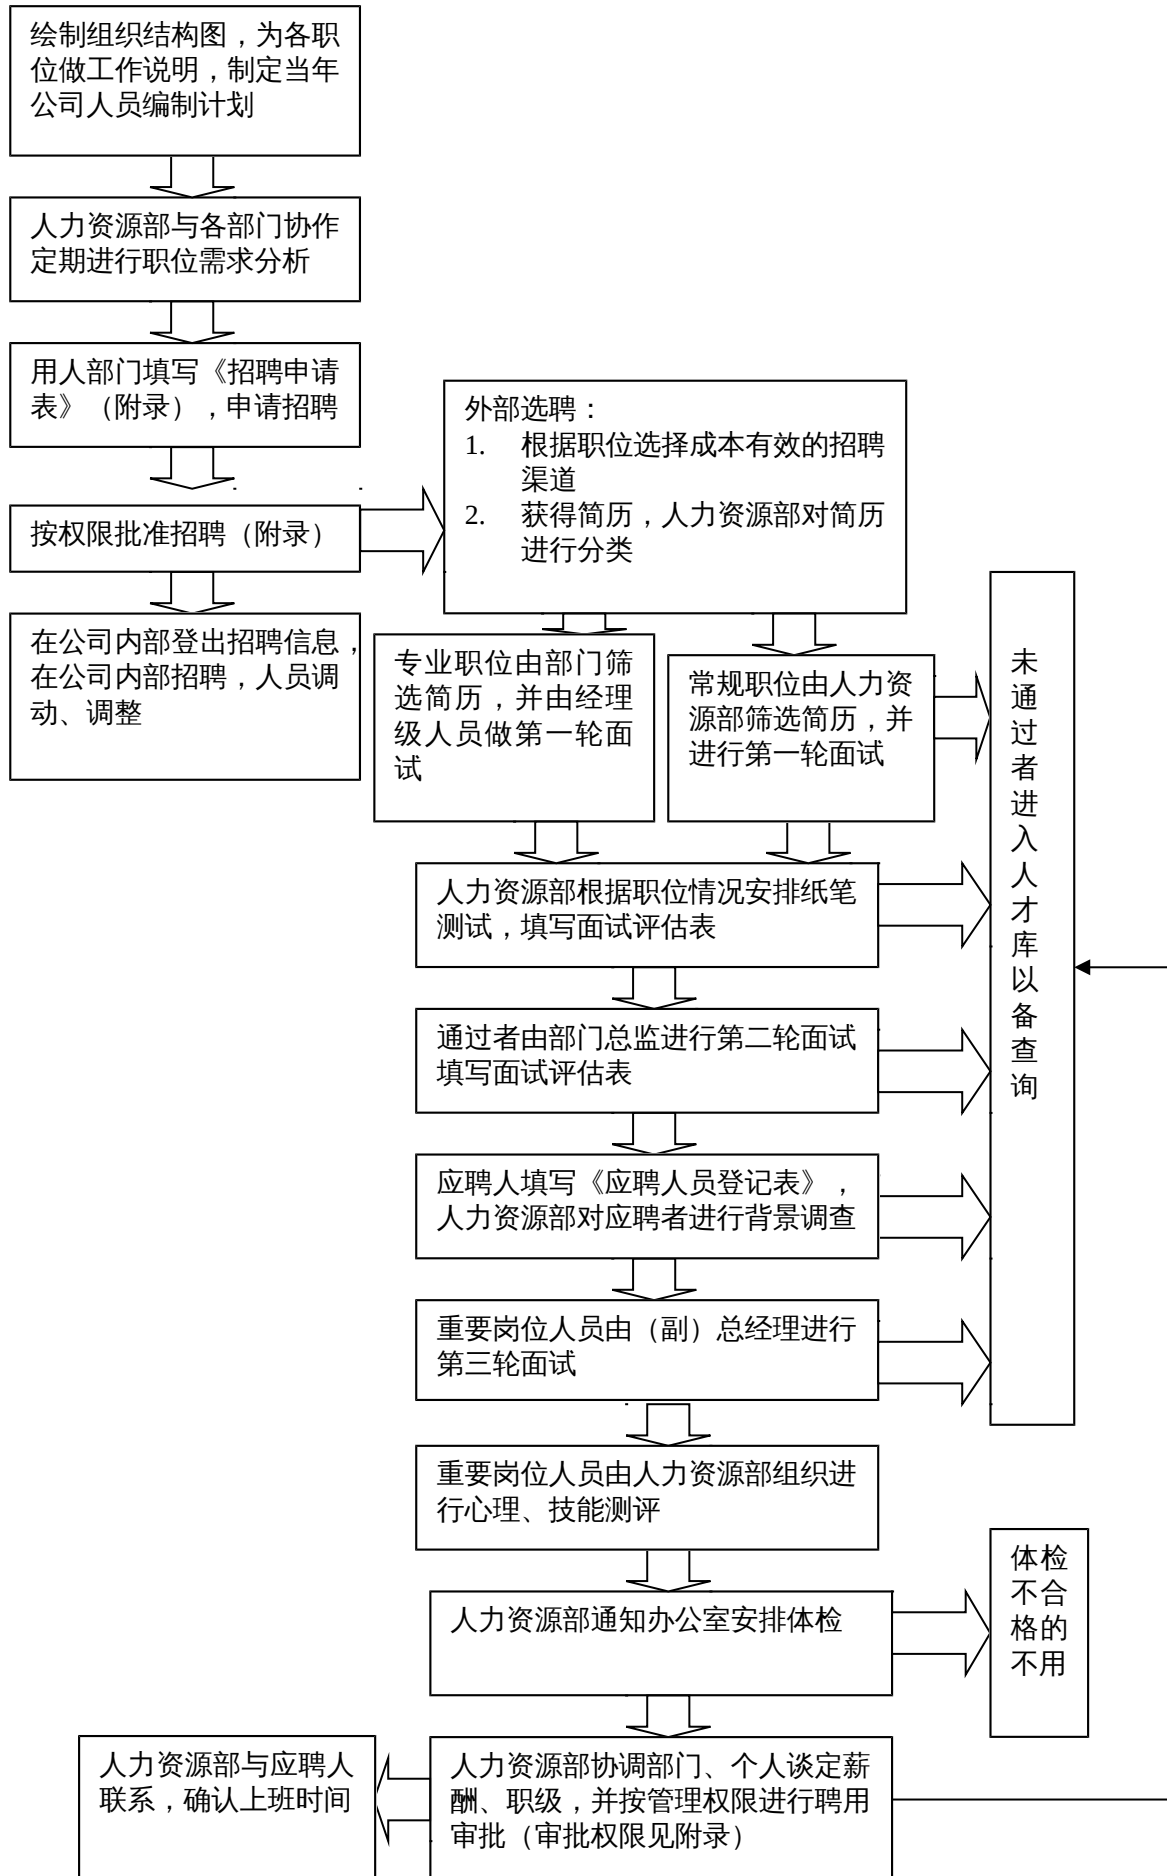 绘制组织结构图，为各职
位做工作说明，制定当年
公司人员编制计划
人力资源部与各部门协作
定期进行职位需求分析
用人部门填写《招聘申请
表》（附录），申请招聘
按权限批准招聘（附录）
在公司内部登出招聘信息，
在公司内部招聘，人员调
动、调整
外部选聘：
1. 根据职位选择成本有效的招聘
渠道
2. 获得简历，人力资源部对简历
进行分类
专业职位由部门筛
选简历，并由经理
级人员做第一轮面
试
常规职位由人力资
源部筛选简历，并
进行第一轮面试
未
通
过
者
进
入
人
才
库
以
备
查
询
人力资源部根据职位情况安排纸笔
测试，填写面试评估表
通过者由部门总监进行第二轮面试
填写面试评估表
应聘人填写《应聘人员登记表》，
人力资源部对应聘者进行背景调查
重要岗位人员由（副）总经理进行
第三轮面试
重要岗位人员由人力资源部组织进
行心理、技能测评
人力资源部通知办公室安排体检
体检
不合
格的
不用
人力资源部协调部门、个人谈定薪
酬、职级，并按管理权限进行聘用
审批（审批权限见附录）
人力资源部与应聘人
联系，确认上班时间